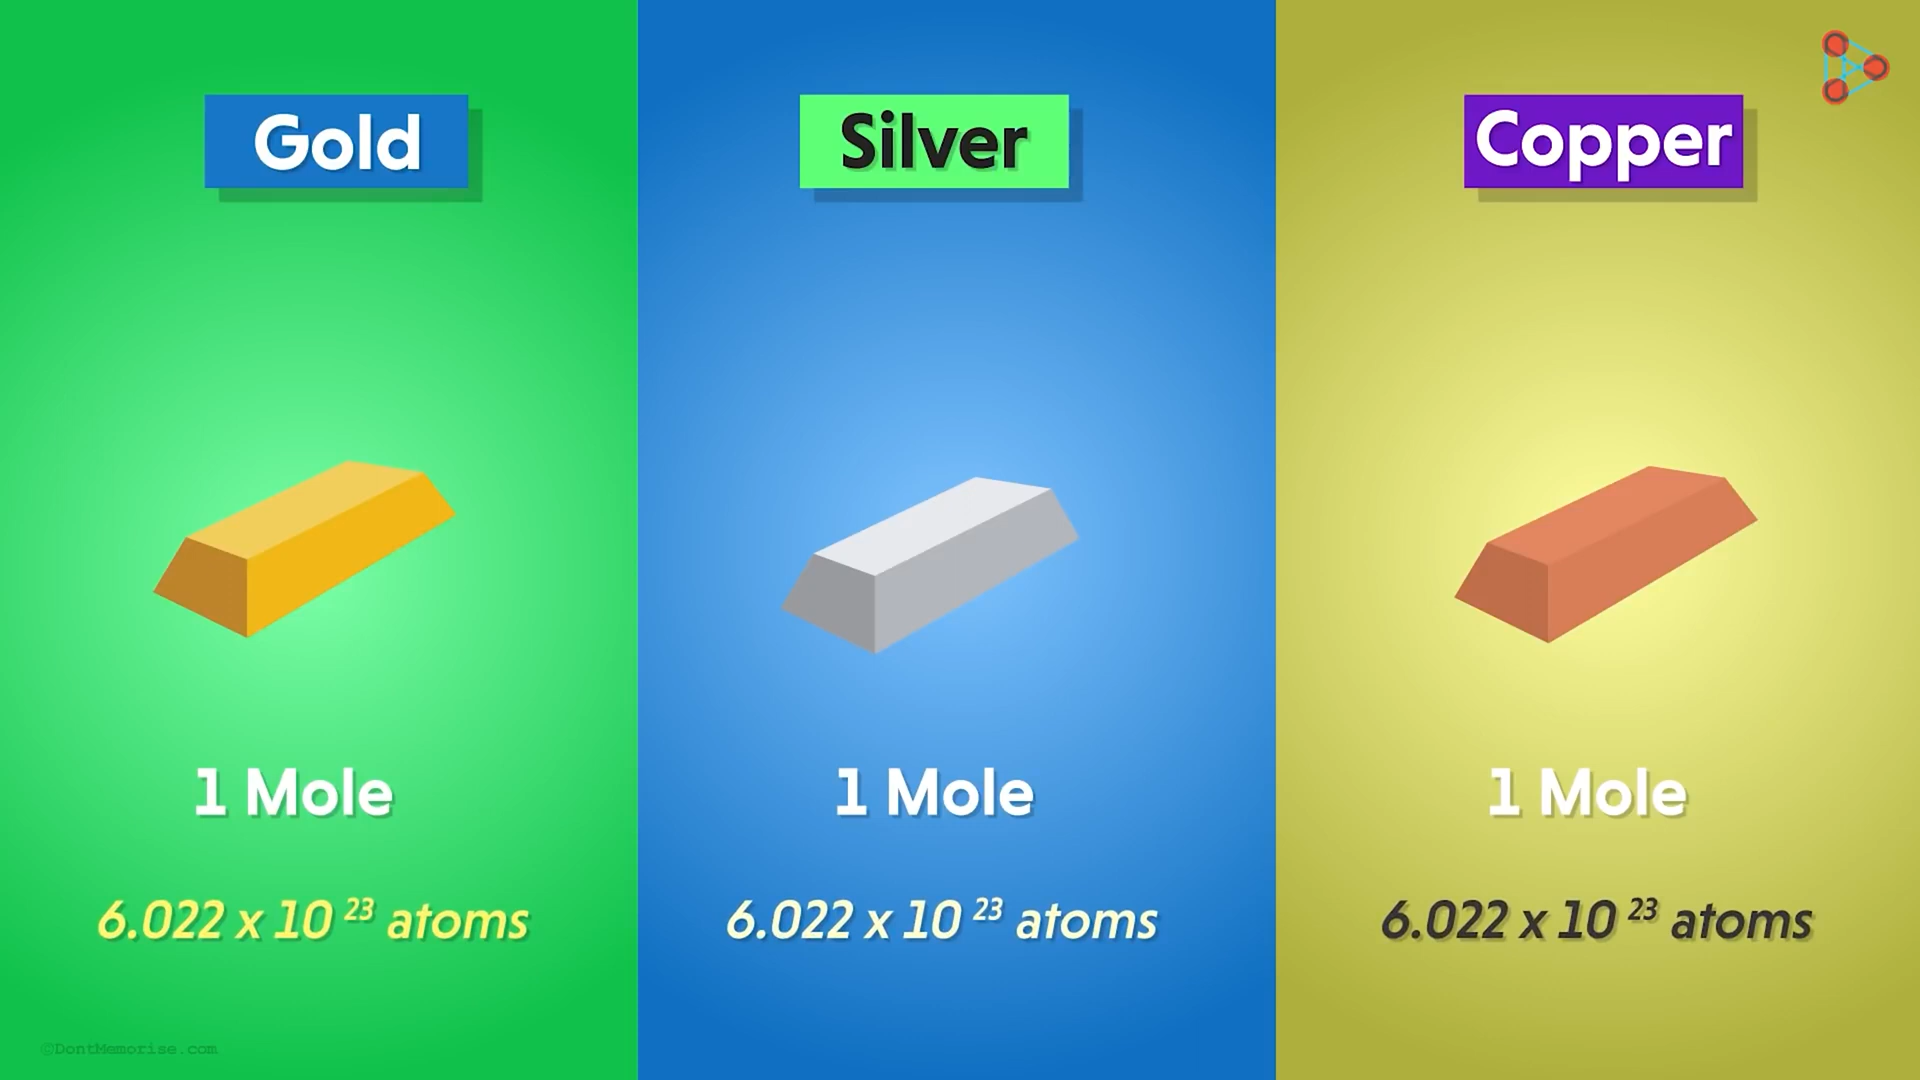 Gold
Silver
Copper
1 Mole
1 Mole
1 Mole
6.022 x 10 ²³ atoms
6.022 x 10 ²³ atoms
6.022 x 10 ²³ atoms
©DontMemorise.com